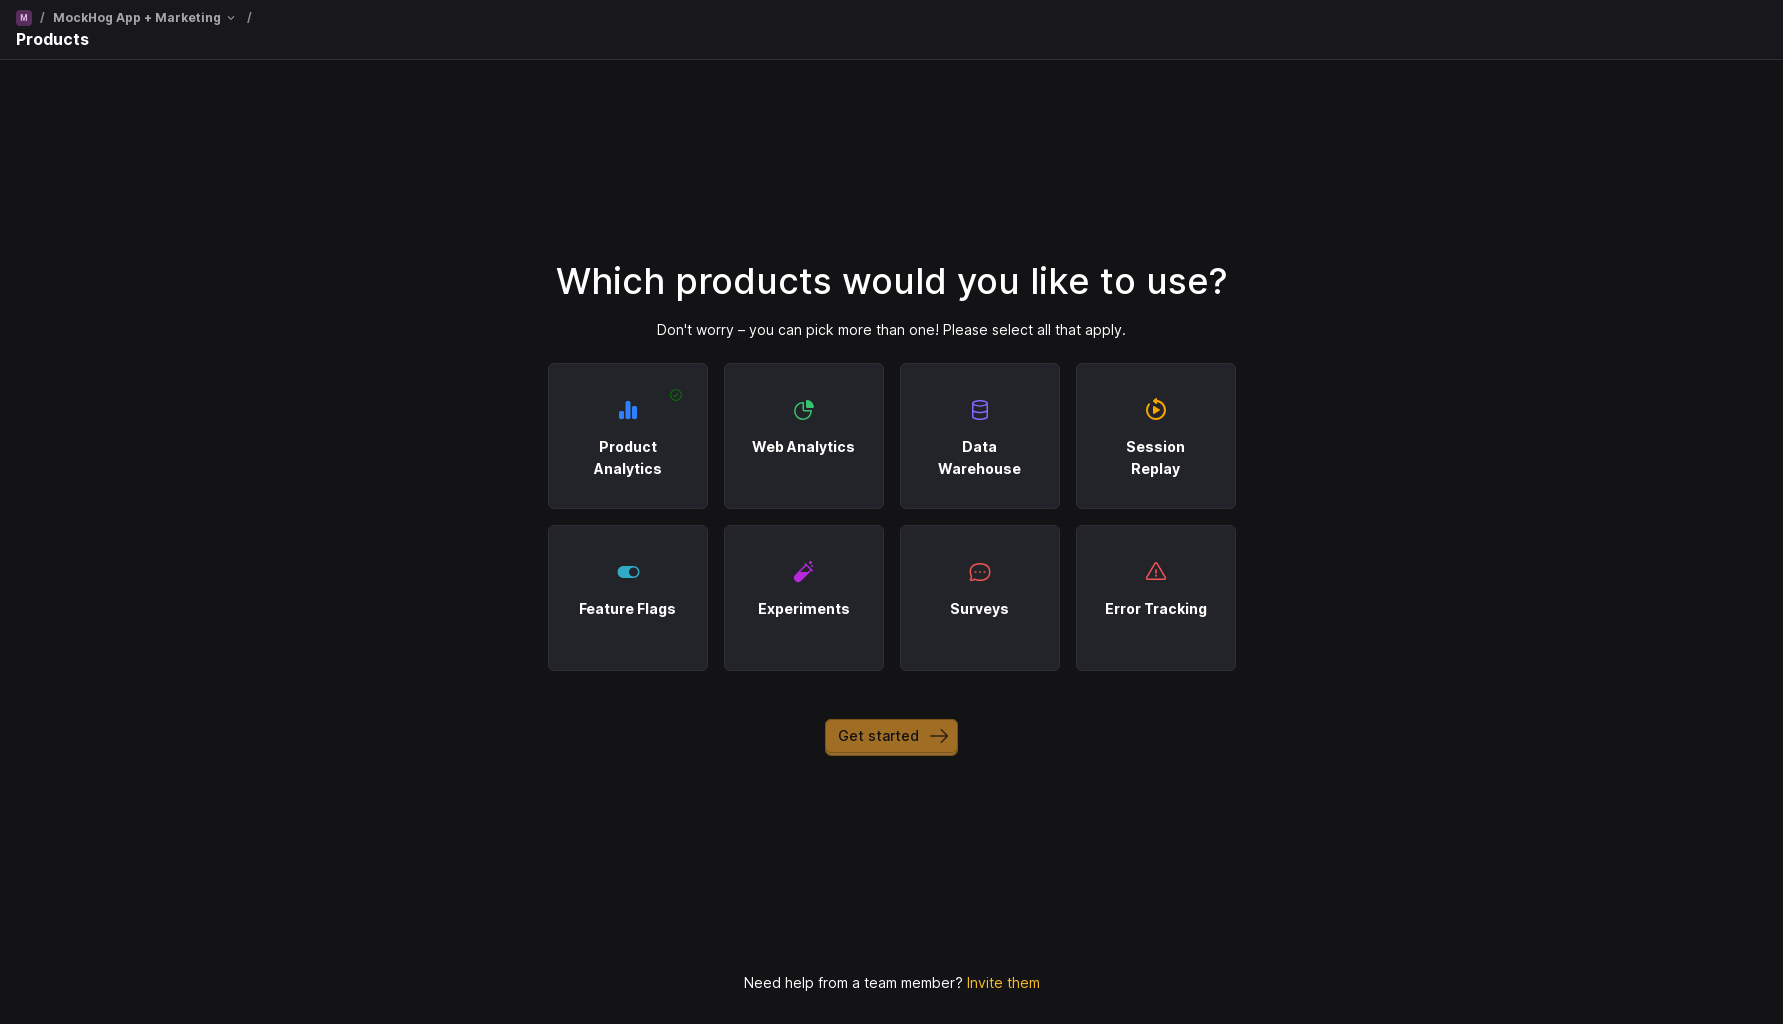 M / MockHog App + Marketing /
Products
Which products would you like to use?
Don't worry – you can pick more than one! Please select all that apply.
Product
Analytics
Web Analytics
Data
Warehouse
Session
Replay
Feature Flags
Experiments
Surveys
Error Tracking
Get started
Need help from a team member? Invite them